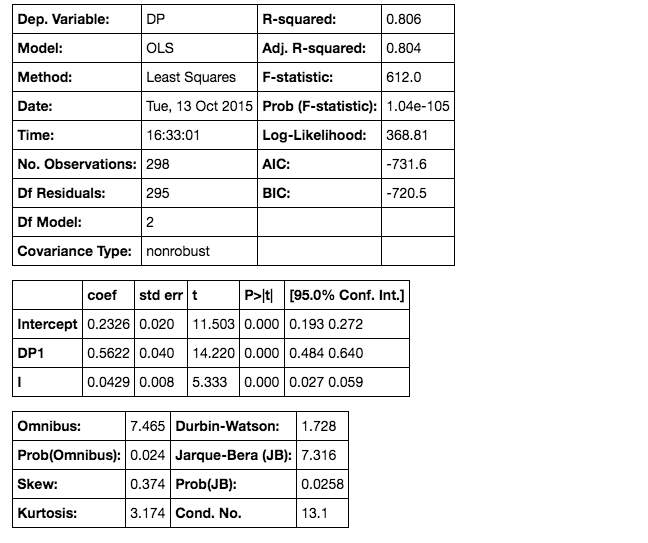 Dep. Variable: DP R-squared: 0.806
Model: OLS Adj. R-squared: 0.804
Method: Least Squares F-statistic: 612.0
Date: Tue, 13 Oct 2015 Prob (F-statistic): 1.04e-105
Time: 16:33:01 Log-Likelihood: 368.81
No. Observations: 298 AIC: -731.6
Df Residuals: 295 BIC: -720.5
Df Model: 2
Covariance Type: nonrobust
coef std err t P>|t| [95.0% Conf. Int.]
Intercept 0.2326 0.020 11.503 0.000 0.193 0.272
DP1 0.5622 0.040 14.220 0.000 0.484 0.640
I 0.0429 0.008 5.333 0.000 0.027 0.059
Omnibus: 7.465 Durbin-Watson: 1.728
Prob(Omnibus): 0.024 Jarque-Bera (JB): 7.316
Skew: 0.374 Prob(JB): 0.0258
Kurtosis: 3.174 Cond. No. 13.1